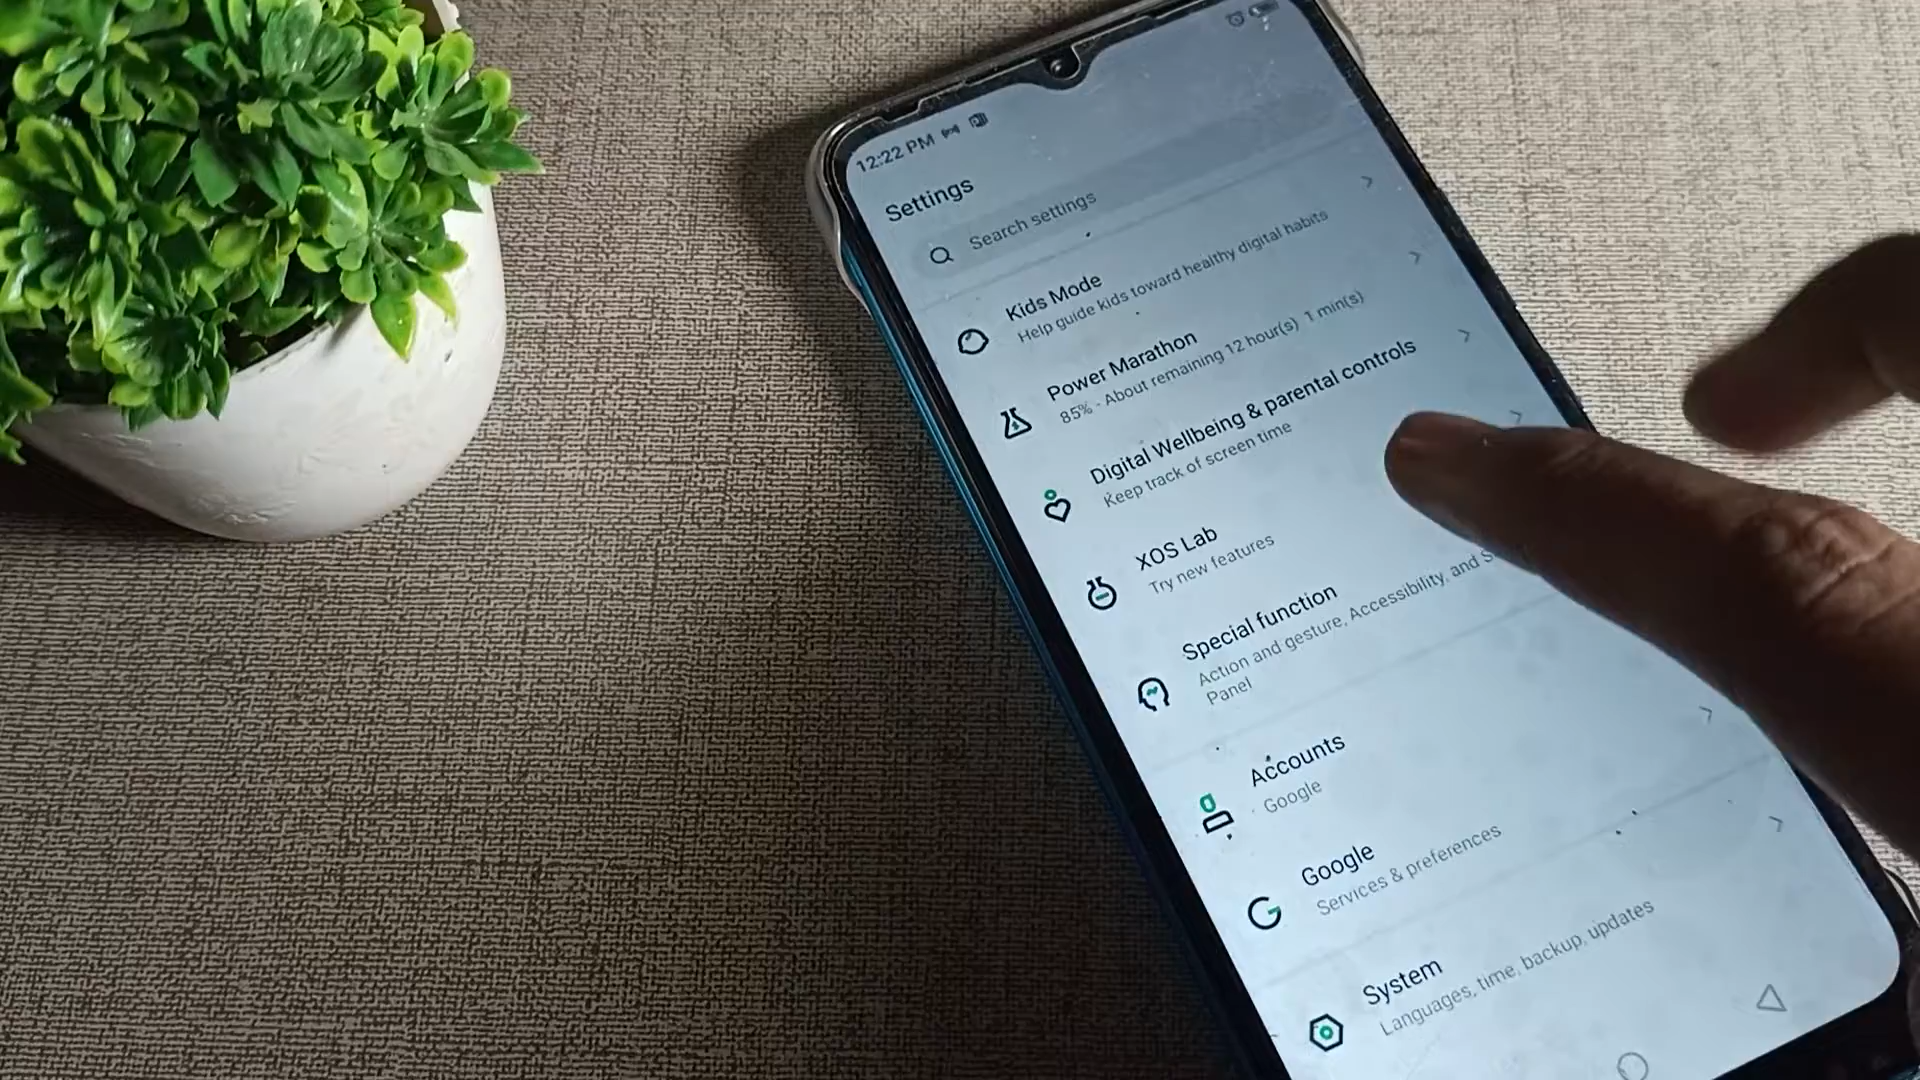 12:22 PM
Settings
Search settings
Kids Mode
Help guide kids toward healthy digital habits
Power Marathon
85% - About remaining 12 hour(s) 1 min(s)
Digital Wellbeing & parental controls
Keep track of screen time
XOS Lab
Try new features
Special function
Action and gesture, Accessibility, and S
Panel
Accounts
Google
Google
Services & preferences
System
Languages, time, backup, updates